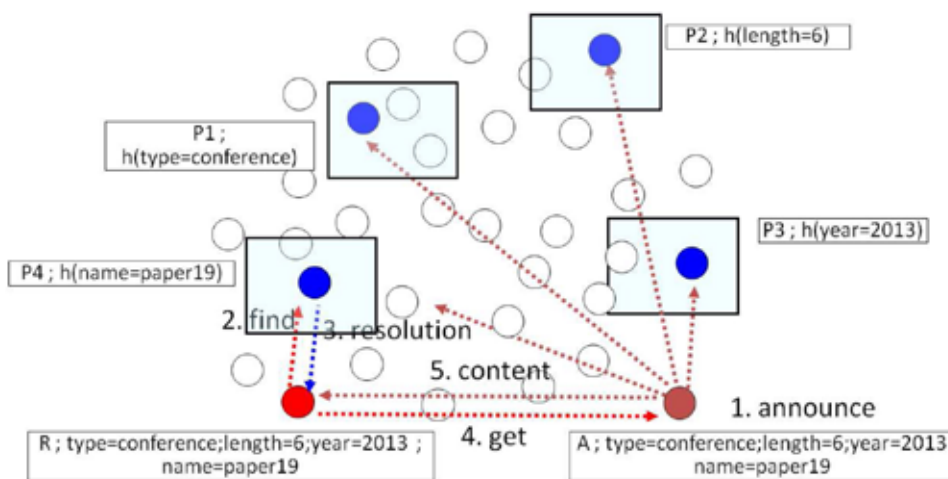 P2 ; h(length=6)
P1 ;
h(type=conference)
P3 ; h(year=2013)
P4 ; h(name=paper19)
2. find
3. resolution
5. content
1. announce
4. get
R ; type=conference;length=6;year=2013 ;
name=paper19
A ; type=conference;length=6;year=2013
name=paper19